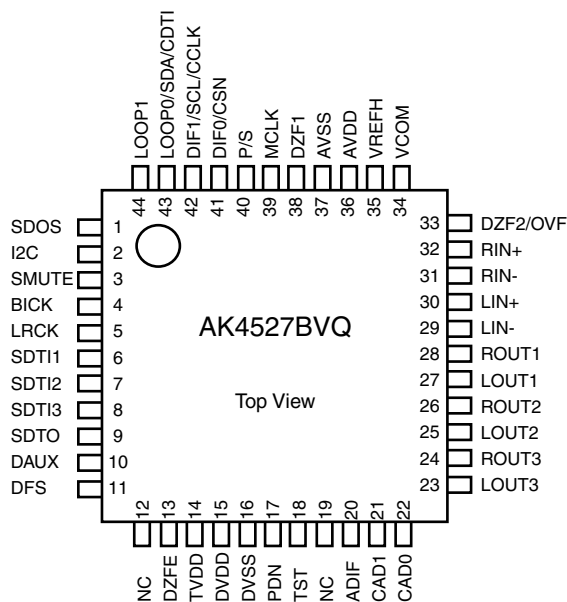 LOOP1
LOOP0/SDA/CDTI
DIF1/SCL/CCLK
DIF0/CSN
P/S
MCLK
DZF1
AVSS
AVDD
VREFH
VCOM
44
43
42
41
40
39
38
37
36
35
34
SDOS 1
I2C 2
SMUTE 3
BICK 4
LRCK 5
SDTI1 6
SDTI2 7
SDTI3 8
SDTO 9
DAUX 10
DFS 11
AK4527BVQ
Top View
33 DZF2/OVF
32 RIN+
31 RIN-
30 LIN+
29 LIN-
28 ROUT1
27 LOUT1
26 ROUT2
25 LOUT2
24 ROUT3
23 LOUT3
12
13
14
15
16
17
18
19
20
21
22
NC
DZFE
TVDD
DVDD
DVSS
PDN
TST
NC
ADIF
CAD1
CAD0